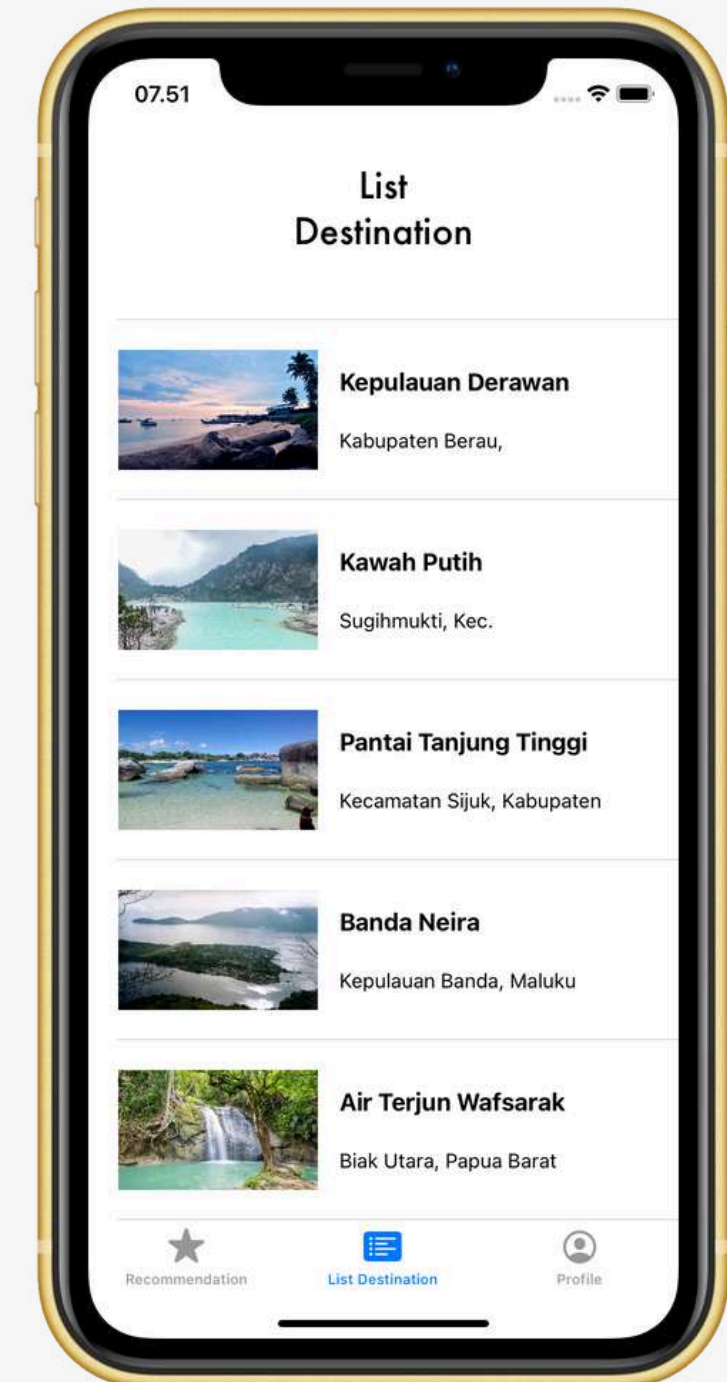 07.51
List
Destination
Kepulauan Derawan
Kabupaten Berau,
Kawah Putih
Sugihmukti, Kec.
Pantai Tanjung Tinggi
Kecamatan Sijuk, Kabupaten
Banda Neira
Kepulauan Banda, Maluku
Air Terjun Wafsarak
Biak Utara, Papua Barat
Recommendation List Destination Profile